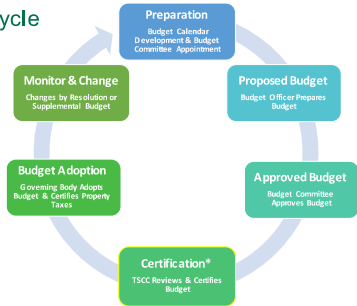 ycle
Preparation
Budget Calendar
Development & Budget
Committee Appointment
Proposed Budget
Budget Officer Prepares
Budget
Approved Budget
Budget Committee
Approves Budget
Certification*
TSCC Reviews & Certifies
Budget
Budget Adoption
Governing Body Adopts
Budget & Certifies Property
Taxes
Monitor & Change
Changes by Resolution or
Supplemental Budget